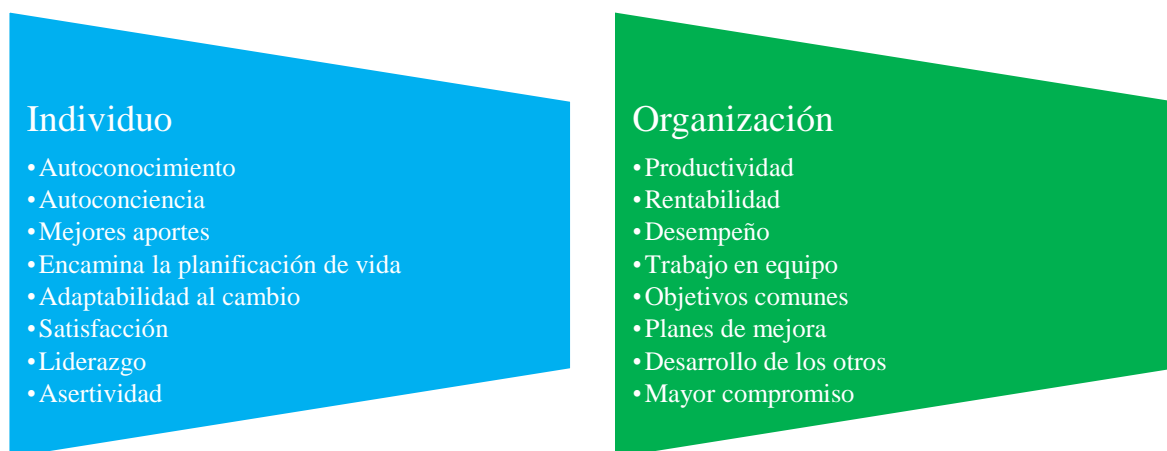 Individuo
•Autoconocimiento
•Autoconciencia
•Mejores aportes
•Encamina la planificación de vida
•Adaptabilidad al cambio
•Satisfacción
•Liderazgo
•Asertividad
Organización
•Productividad
•Rentabilidad
•Desempeño
•Trabajo en equipo
•Objetivos comunes
•Planes de mejora
•Desarrollo de los otros
•Mayor compromiso